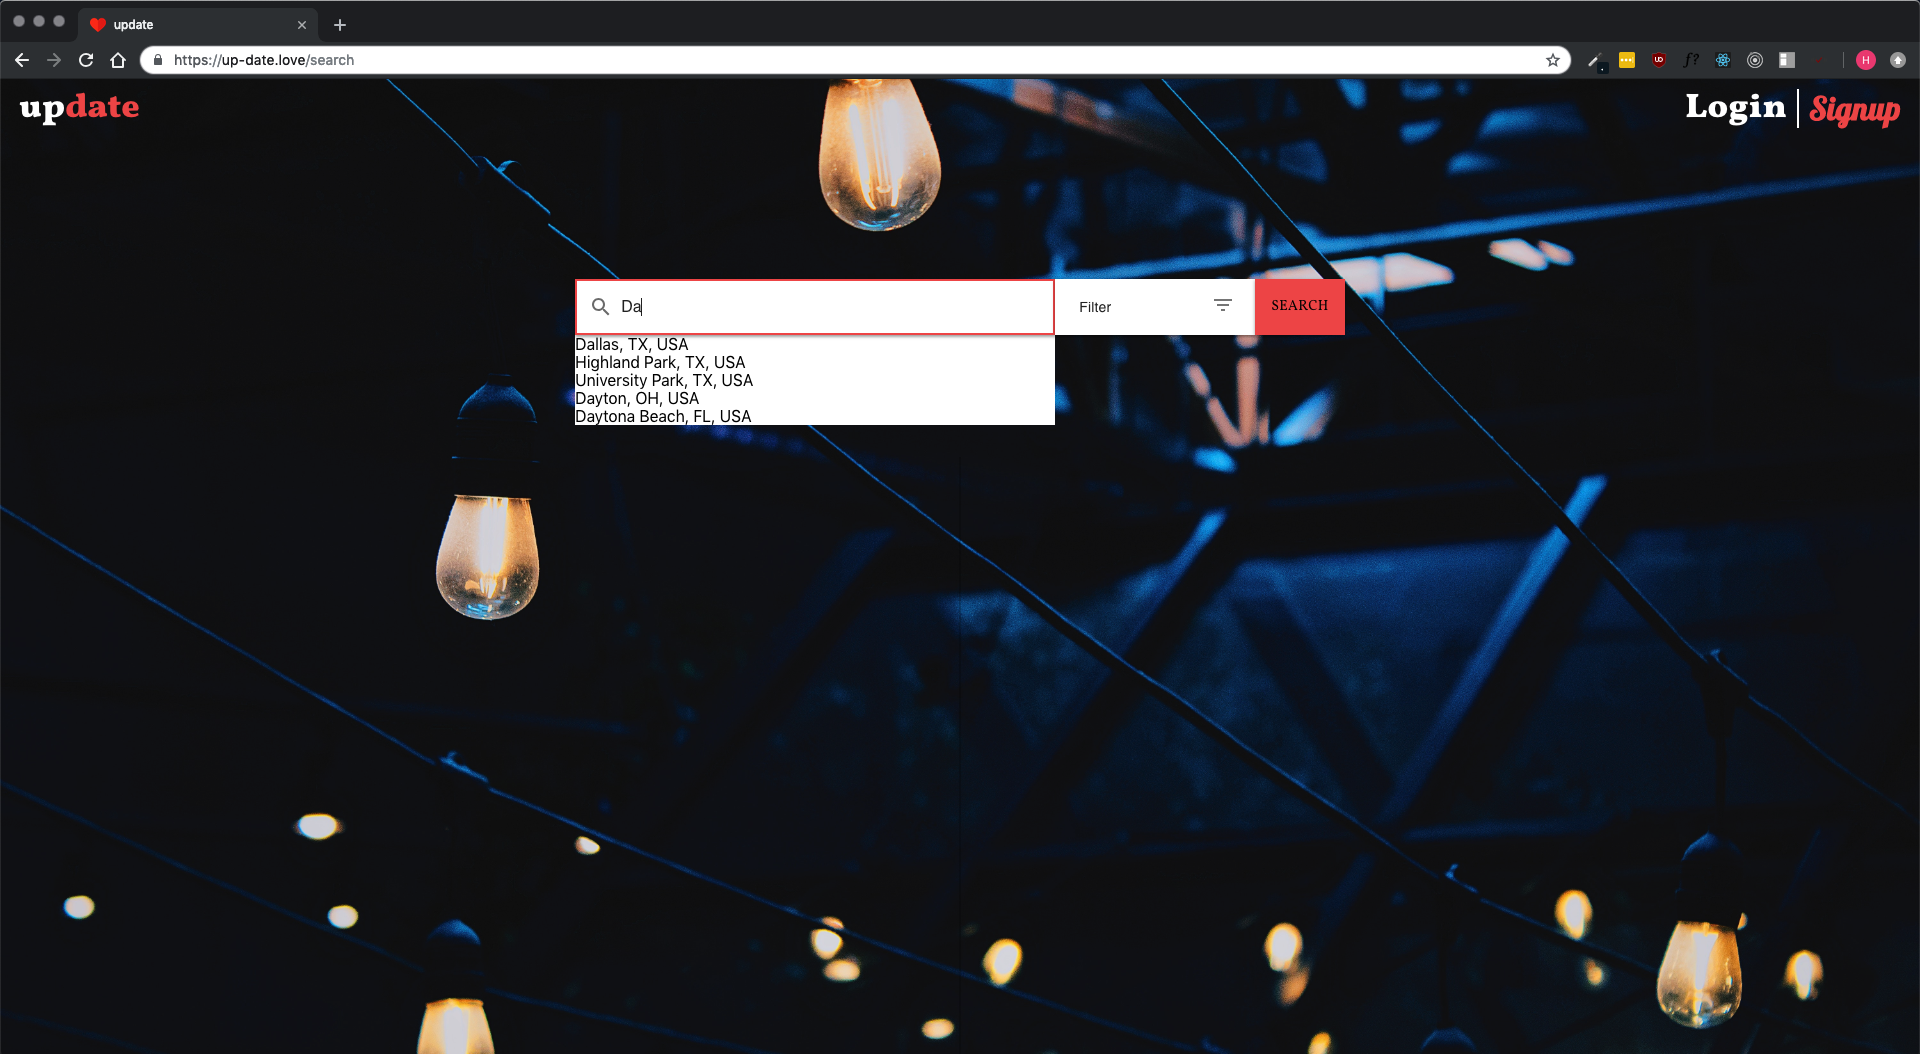 update
https://up-date.love/search
H
update
Login
Signup
Da
Filter
SEARCH
Dallas, TX, USA
Highland Park, TX, USA
University Park, TX, USA
Dayton, OH, USA
Daytona Beach, FL, USA